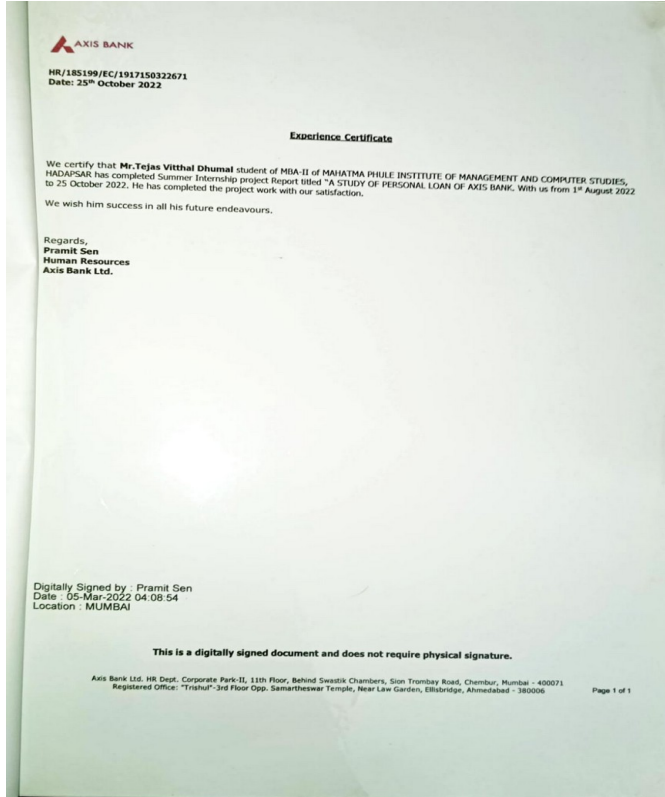 AXIS BANK
HR/185199/EC/1917150322671
Date: 25th October 2022
Experience Certificate
We certify that Mr.Tejas Vitthal Dhumal student of MBA-II of MAHATMA PHULE INSTITUTE OF MANAGEMENT AND COMPUTER STUDIES,
HADAPSAR has completed Summer Internship project Report titled "A STUDY OF PERSONAL LOAN OF AXIS BANK. With us from 1st August 2022
to 25 October 2022. He has completed the project work with our satisfaction.
We wish him success in all his future endeavours.
Regards,
Pramit Sen
Human Resources
Axis Bank Ltd.
Digitally Signed by : Pramit Sen
Date : 05-Mar-2022 04:08:54
Location : MUMBAI
This is a digitally signed document and does not require physical signature.
Axis Bank Ltd. HR Dept. Corporate Park-II, 11th Floor, Behind Swastik Chambers, Sion Trombay Road, Chembur, Mumbai - 400071
Registered Office: "Trishul"-3rd Floor Opp. Samartheswar Temple, Near Law Garden, Ellisbridge, Ahmedabad - 380006
Page 1 of 1